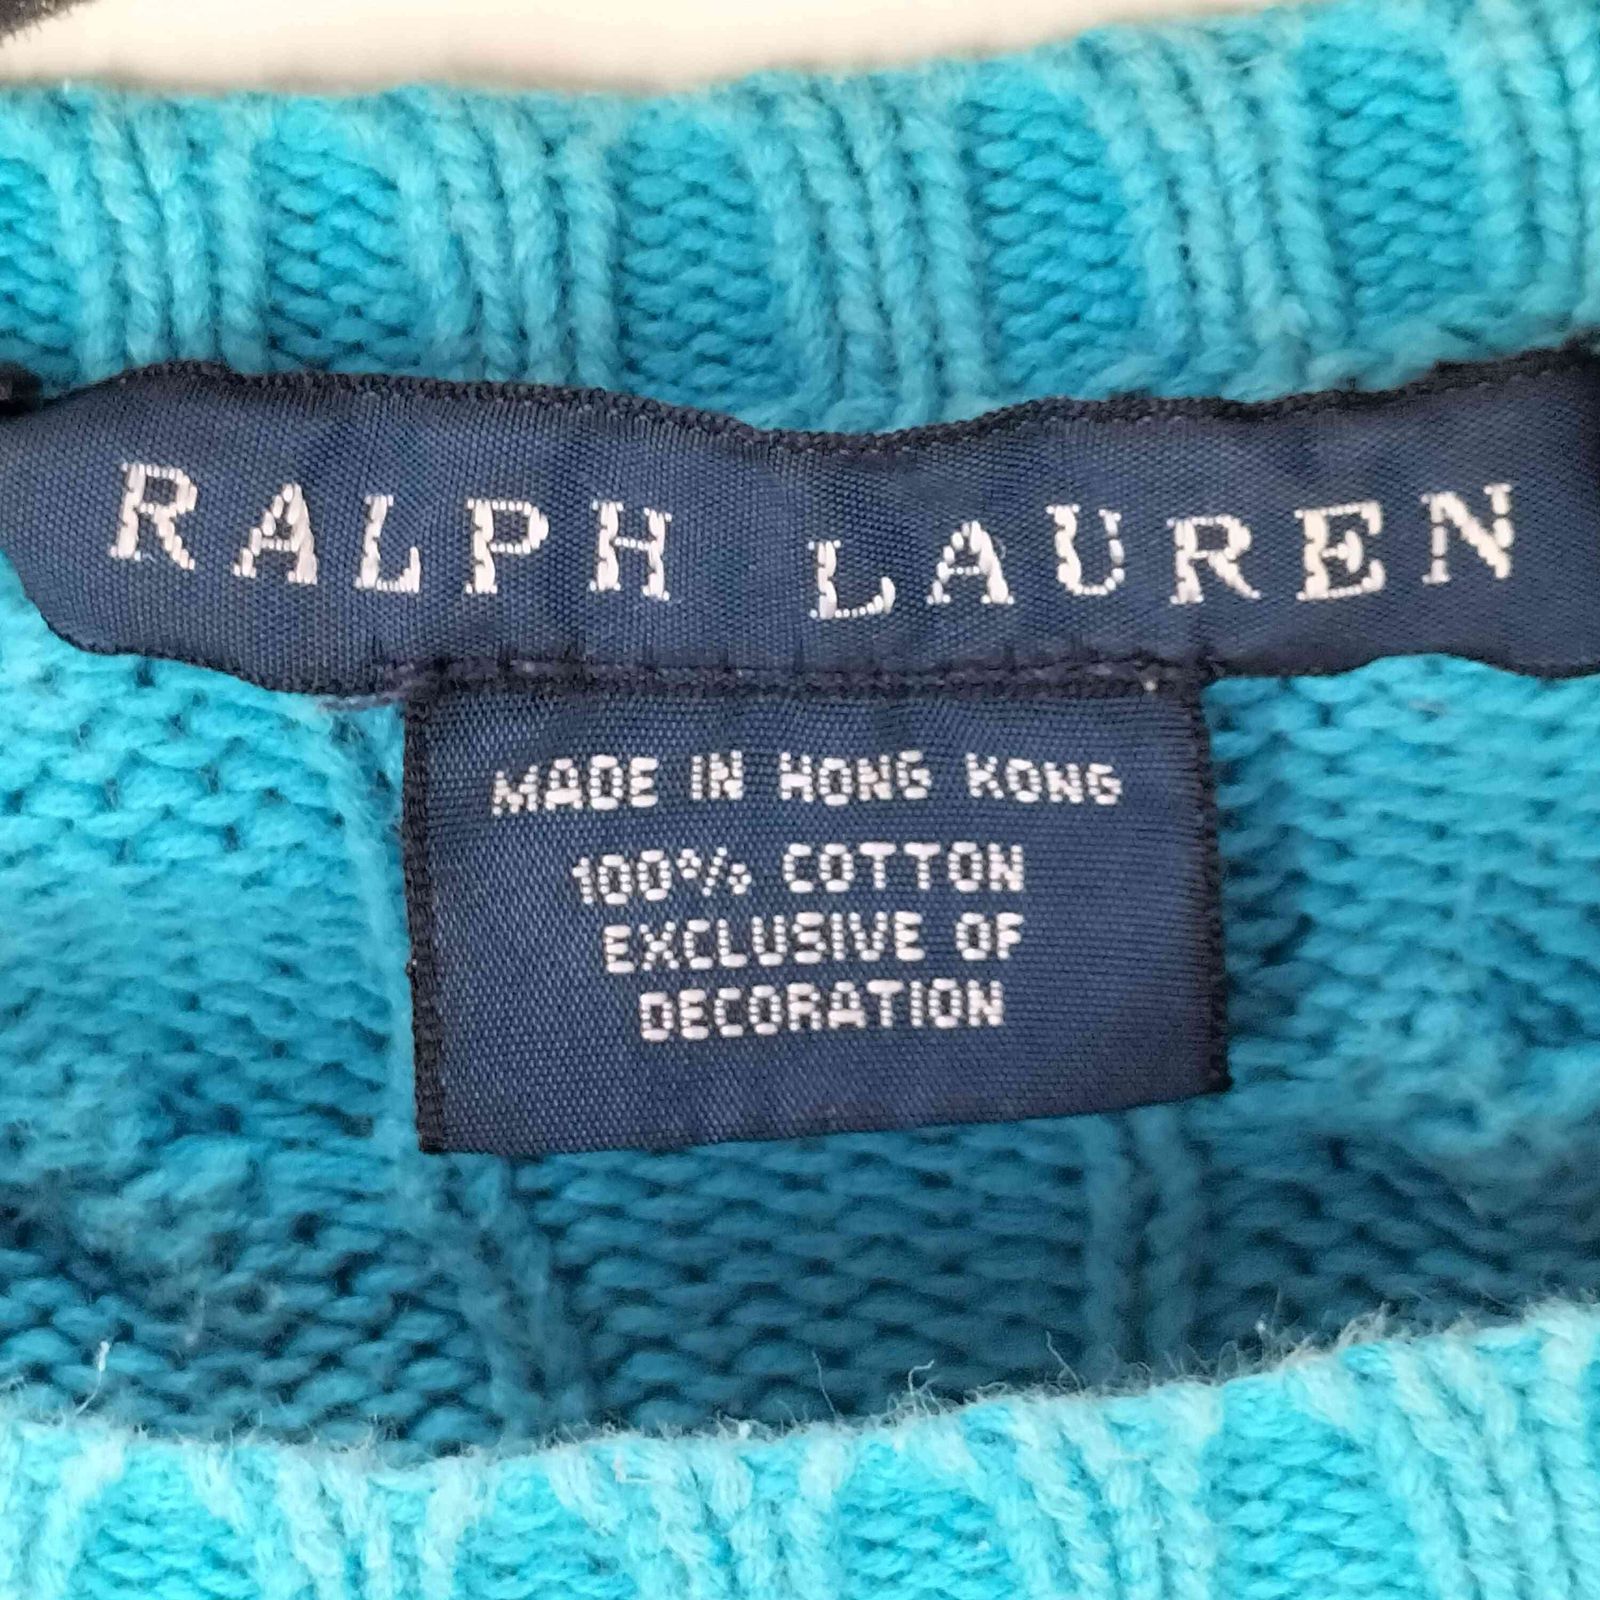 RALPH LAUREN
MADE IN HONG KONG
100% COTTON
EXCLUSIVE OF
DECORATION